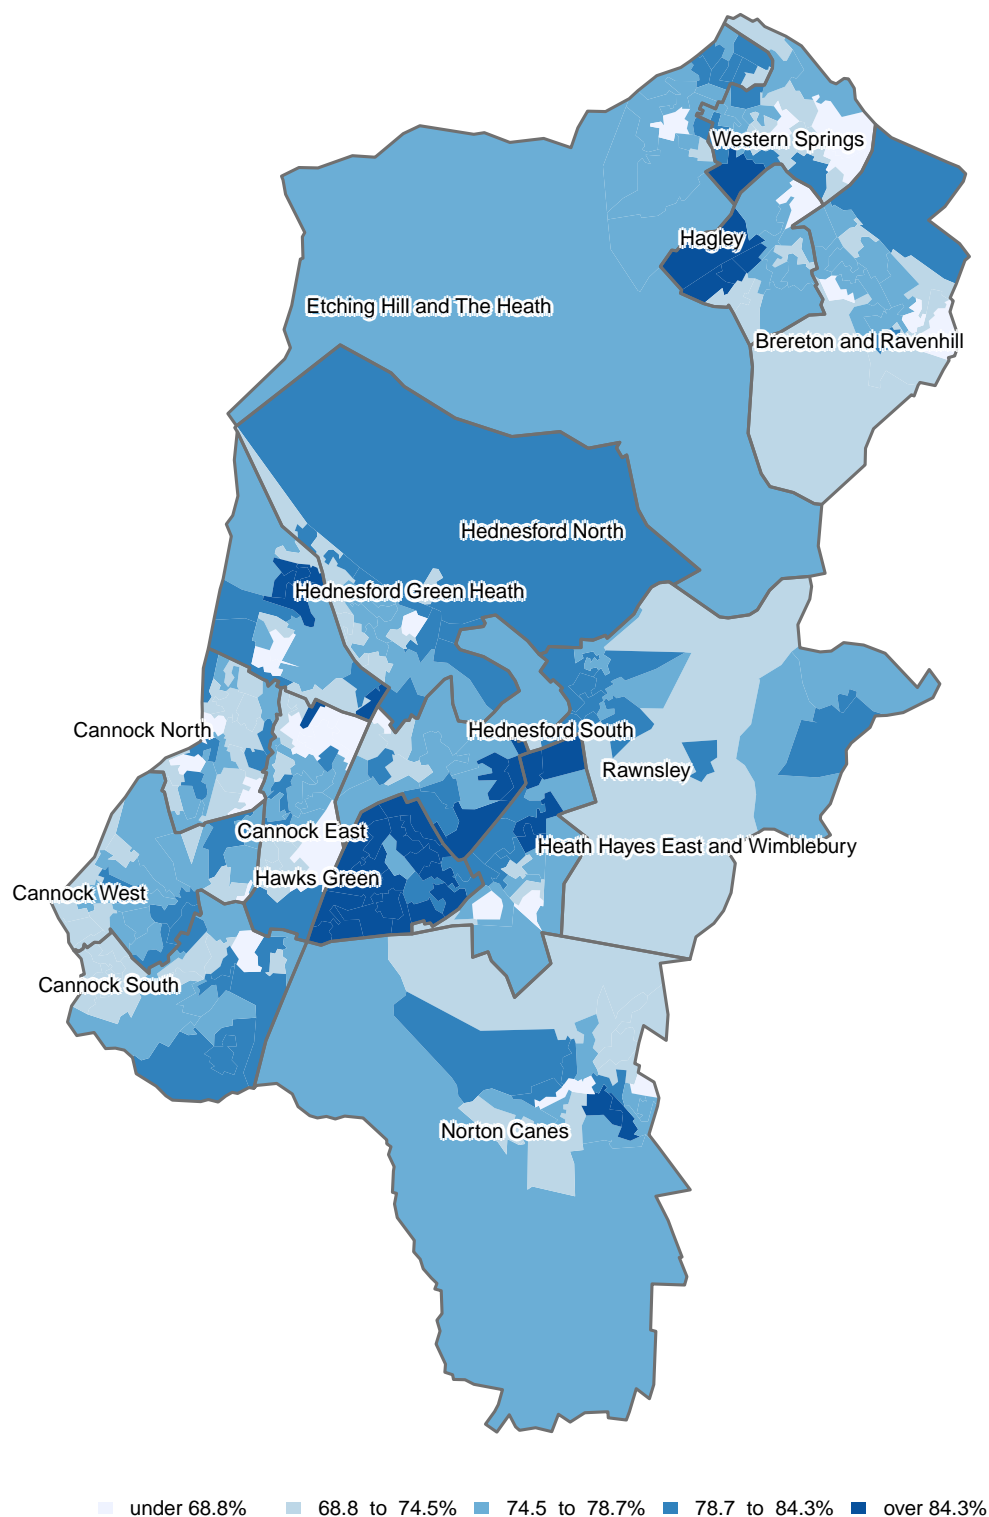 Western Springs
Hagley
Etching Hill and The Heath
Brereton and Ravenhill
Hednesford North
Hednesford Green Heath
Cannock North
Hednesford South
Rawnsley
Cannock East
Heath Hayes East and Wimblebury
Hawks Green
Cannock West
Cannock South
Norton Canes
under 68.8% 68.8 to 74.5% 74.5 to 78.7% 78.7 to 84.3% over 84.3%